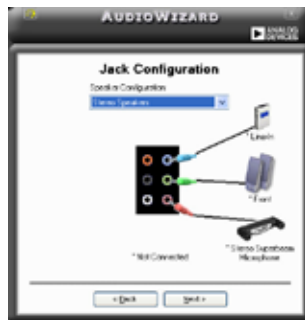 AUDIOWIZARD
ANALOG
DEVICES
Jack Configuration
Speaker Configuration
Stereo Speakers
* Line In
* Front
* Stereo Superbeam
Microphone
* Not Connected
< Back
Next >